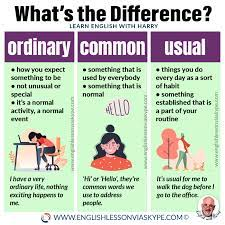 What's the Difference?
LEARN ENGLISH WITH HARRY
ordinary
• how you expect
something to be
• not unusual or
special
• it's a normal
activity, a normal
event
I have a very
ordinary life, nothing
exciting happens to
me.
common
• something that is
used by everybody
• something that is
normal
HELLO
'Hi' or 'Hello', they're
common words we
use to address
people.
usual
• things you do
every day as a sort
of habit
• something
established that is a
part of your
routine
It's usual for me to
walk the dog before I
go to the office.
WWW.ENGLISHLESSONVIASKYPE.COM